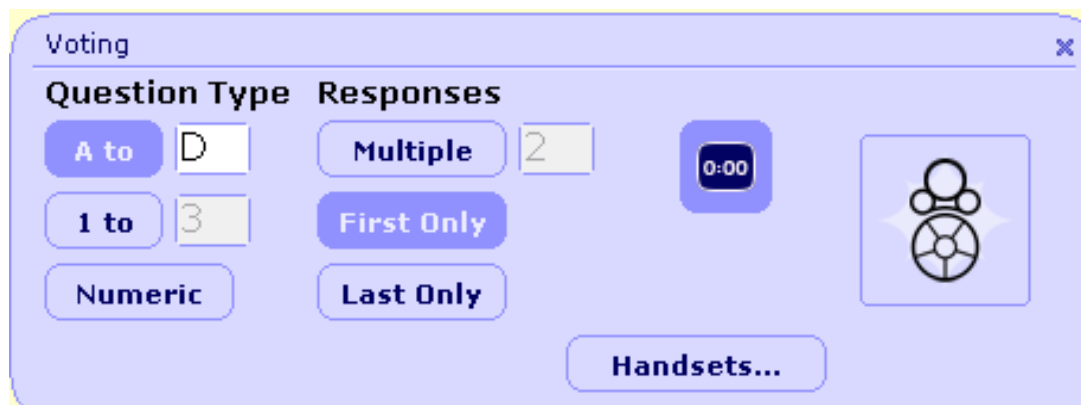 Voting
Question Type Responses
A to D Multiple 2 0:00
1 to 3 First Only
Numeric Last Only
Handsets...